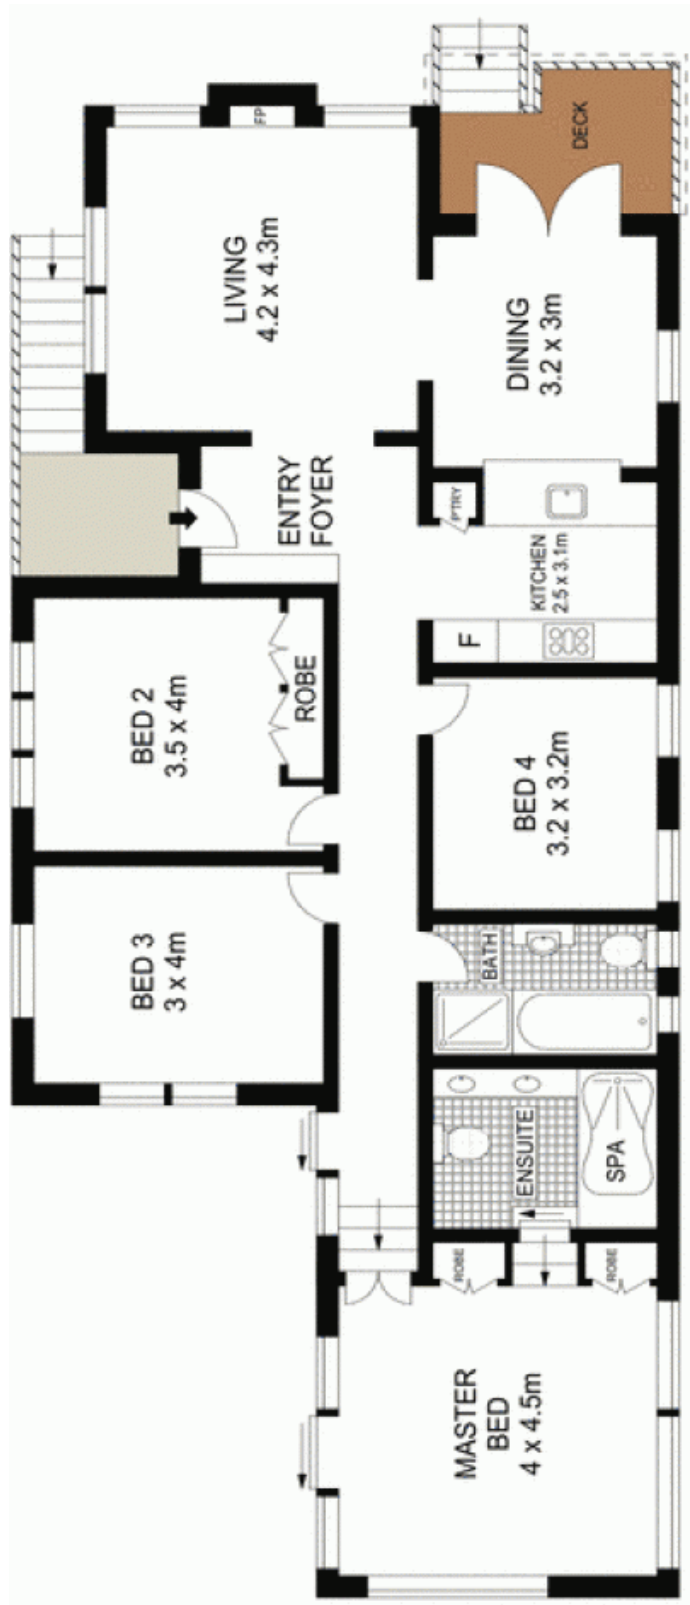 FP
DECK
LIVING
4.2 x 4.3m
DINING
3.2 x 3m
ENTRY
FOYER
PTRY
KITCHEN
2.5 x 3.1m
F
BED 2
3.5 x 4m
ROBE
BED 4
3.2 x 3.2m
BED 3
3 x 4m
BATH
ENSUITE
SPA
ROBE
ROBE
MASTER
BED
4 x 4.5m